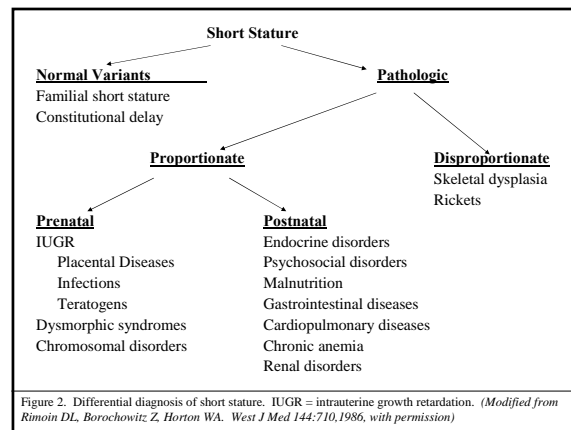 Short Stature
Normal Variants
Familial short stature
Constitutional delay
Pathologic
Proportionate
Disproportionate
Skeletal dysplasia
Rickets
Prenatal
IUGR
Placental Diseases
Infections
Teratogens
Dysmorphic syndromes
Chromosomal disorders
Postnatal
Endocrine disorders
Psychosocial disorders
Malnutrition
Gastrointestinal diseases
Cardiopulmonary diseases
Chronic anemia
Renal disorders
Figure 2. Differential diagnosis of short stature. IUGR = intrauterine growth retardation. (Modified from
Rimoin DL, Borochowitz Z, Horton WA. West J Med 144:710,1986, with permission)